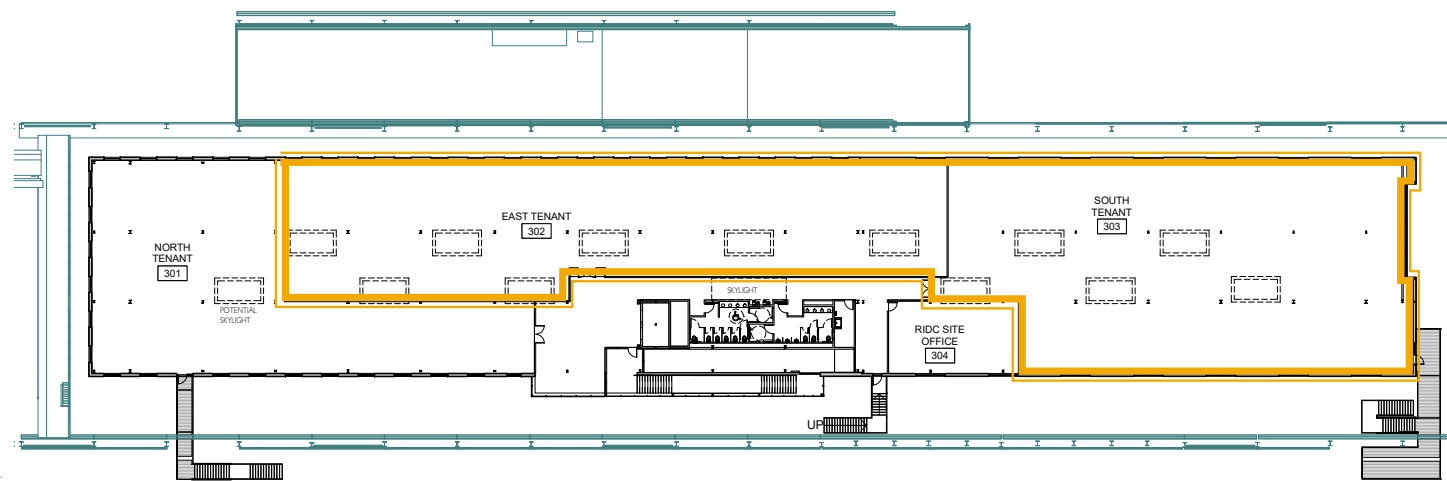 SOUTH
TENANT
303
EAST TENANT
302
NORTH
TENANT
301
SKYLIGHT
POTENTIAL
SKYLIGHT
RIDC SITE
OFFICE
304
UP